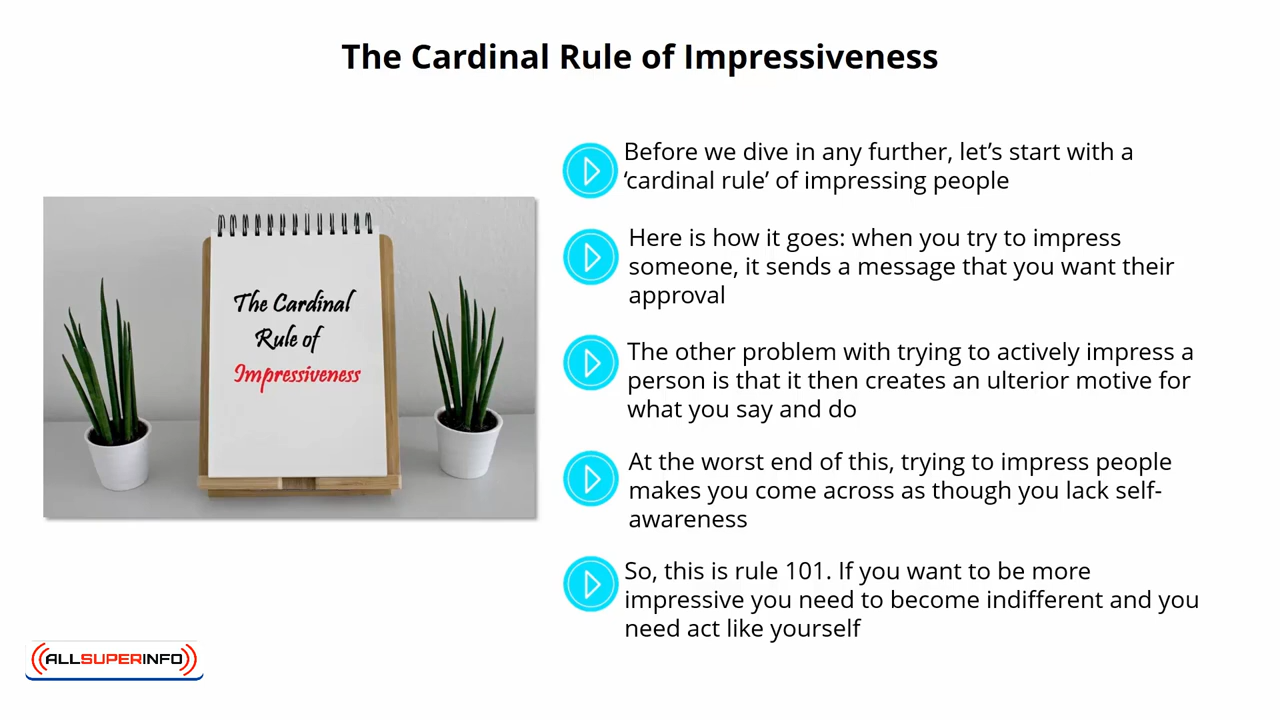 The Cardinal Rule of Impressiveness
The Cardinal
Rule of
Impressiveness
Before we dive in any further, let’s start with a
‘cardinal rule’ of impressing people
Here is how it goes: when you try to impress
someone, it sends a message that you want their
approval
The other problem with trying to actively impress a
person is that it then creates an ulterior motive for
what you say and do
At the worst end of this, trying to impress people
makes you come across as though you lack self-
awareness
So, this is rule 101. If you want to be more
impressive you need to become indifferent and you
need act like yourself
ALLSUPERINFO